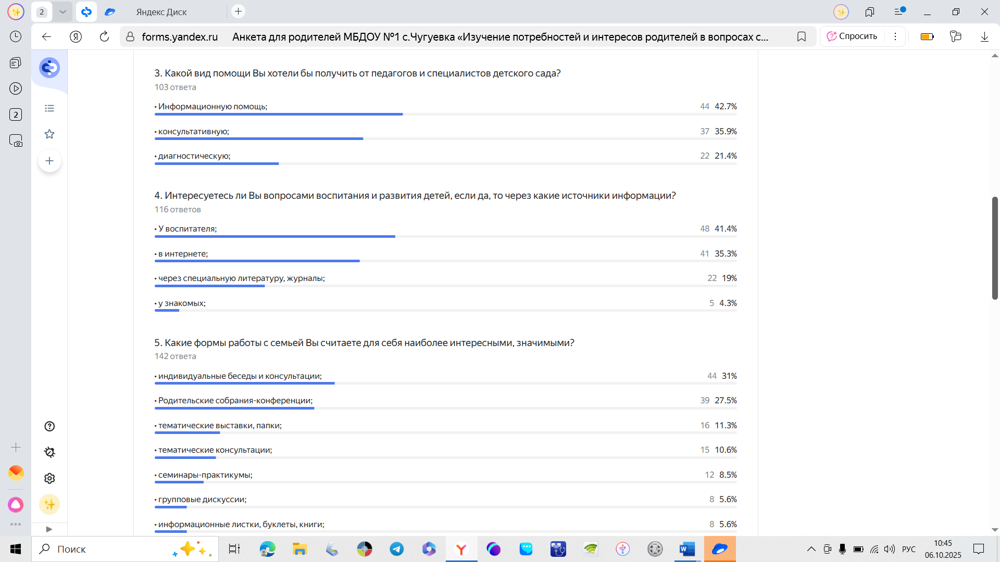 2
Яндекс Диск
forms.yandex.ru
Анкета для родителей МБДОУ №1 с.Чугуевка «Изучение потребностей и интересов родителей в вопросах с...
Спросить
2
3. Какой вид помощи Вы хотели бы получить от педагогов и специалистов детского сада?
103 ответа
• Информационную помощь; 44 42.7%
• консультативную; 37 35.9%
• диагностическую; 22 21.4%
4. Интересуетесь ли Вы вопросами воспитания и развития детей, если да, то через какие источники информации?
116 ответов
• У воспитателя; 48 41.4%
• в интернете; 41 35.3%
• через специальную литературу, журналы; 22 19%
• у знакомых; 5 4.3%
5. Какие формы работы с семьей Вы считаете для себя наиболее интересными, значимыми?
142 ответа
• индивидуальные беседы и консультации; 44 31%
• Родительские собрания-конференции; 39 27.5%
• тематические выставки, папки; 16 11.3%
• тематические консультации; 15 10.6%
• семинары-практикумы; 12 8.5%
• групповые дискуссии; 8 5.6%
• информационные листки, буклеты, книги; 8 5.6%
Поиск
РУС
10:45
06.10.2025